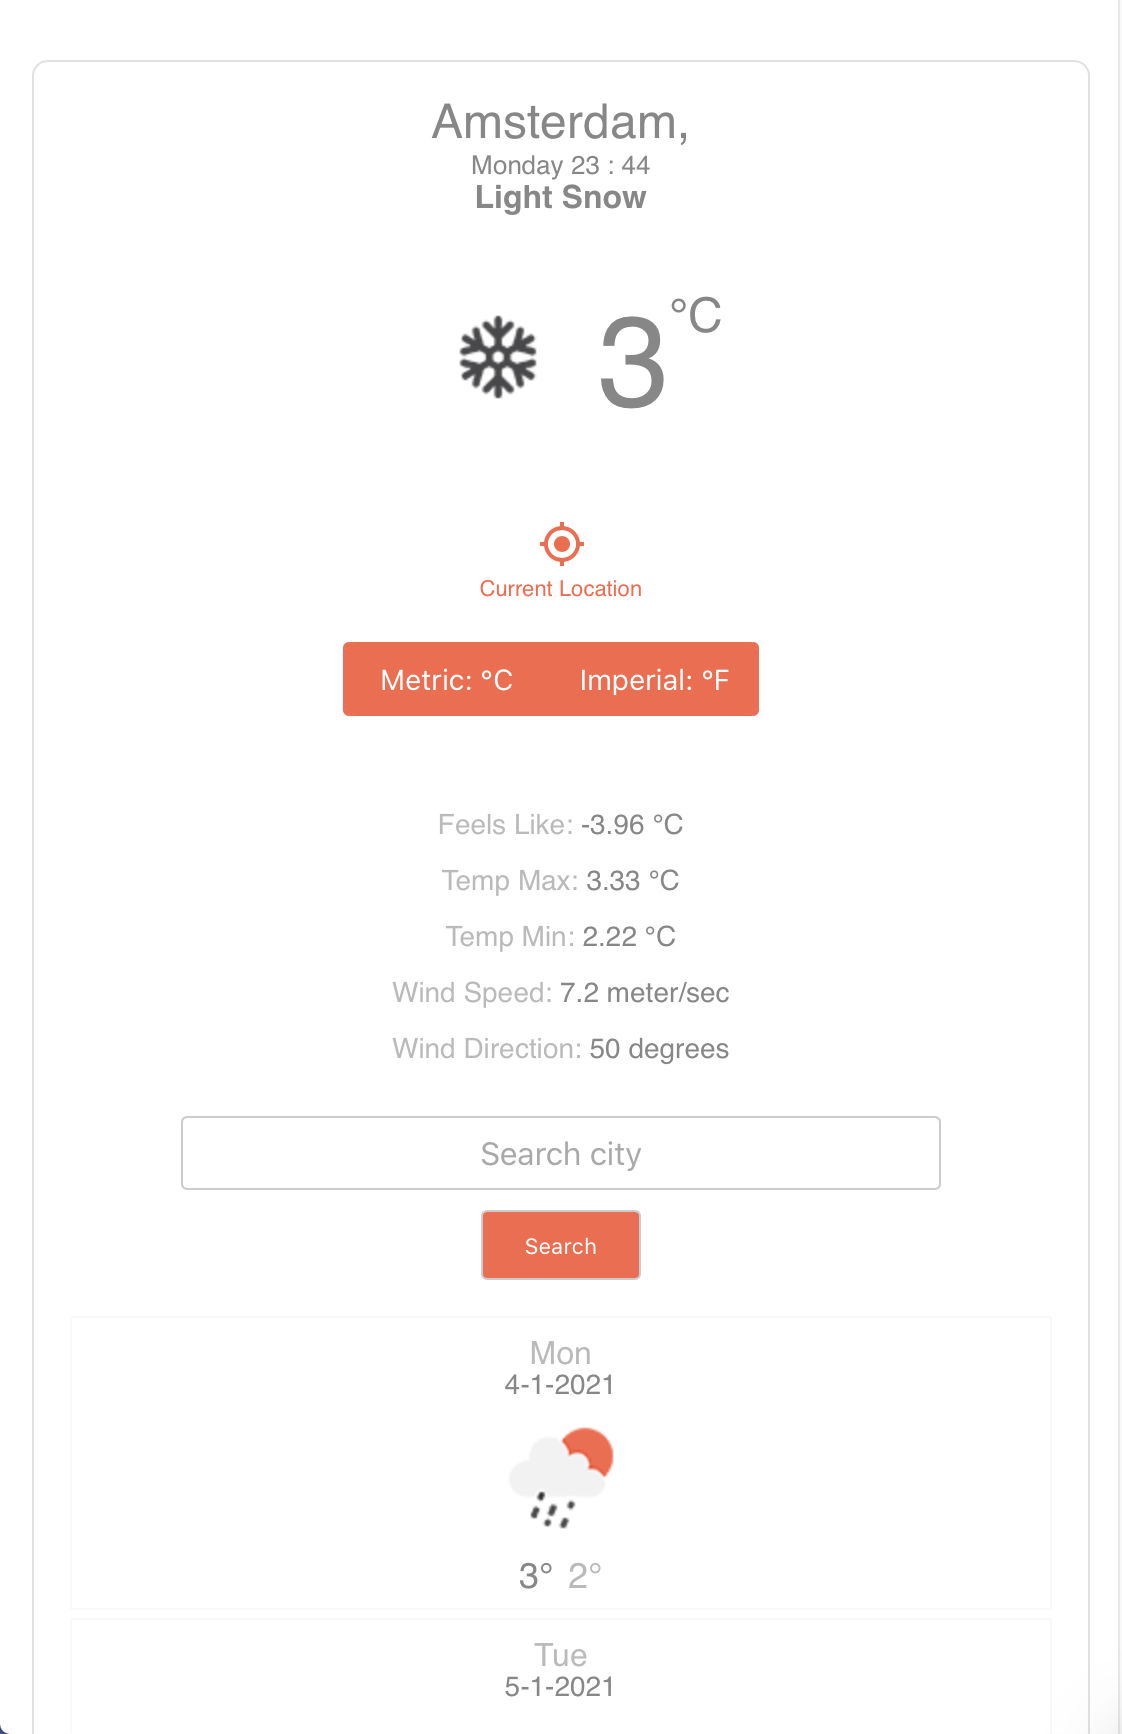 Amsterdam,
Monday 23 : 44
Light Snow
3 °C
Current Location
Metric: °C Imperial: °F
Feels Like: -3.96 °C
Temp Max: 3.33 °C
Temp Min: 2.22 °C
Wind Speed: 7.2 meter/sec
Wind Direction: 50 degrees
Search city
Search
Mon
4-1-2021
3° 2°
Tue
5-1-2021